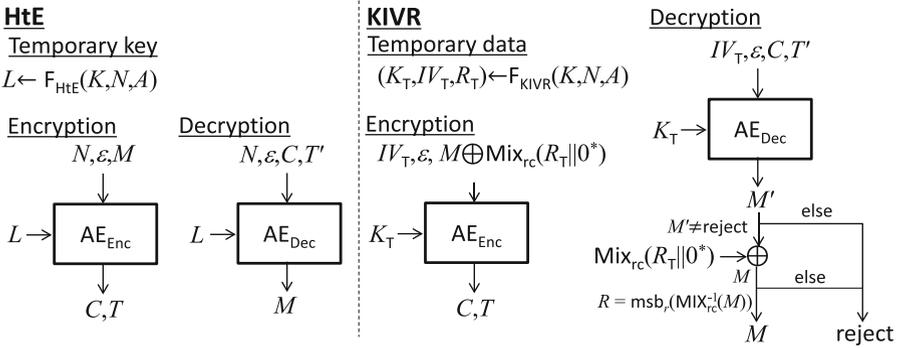 HtE
Temporary key
L← F_HtE(K,N,A)
Encryption
N,ε,M
L
AE_Enc
C,T
Decryption
N,ε,C,T′
L
AE_Dec
M
KIVR
Temporary data
(K_T,IV_T,R_T)←F_KIVR(K,N,A)
Encryption
IV_T,ε, M⊕Mix_rc(R_T||0*)
K_T
AE_Enc
C,T
Decryption
IV_T,ε,C,T′
K_T
AE_Dec
M′
M′≠reject
else
Mix_rc(R_T||0*)
M
else
R = msb_r(MIX_rc^-1(M))
M
reject